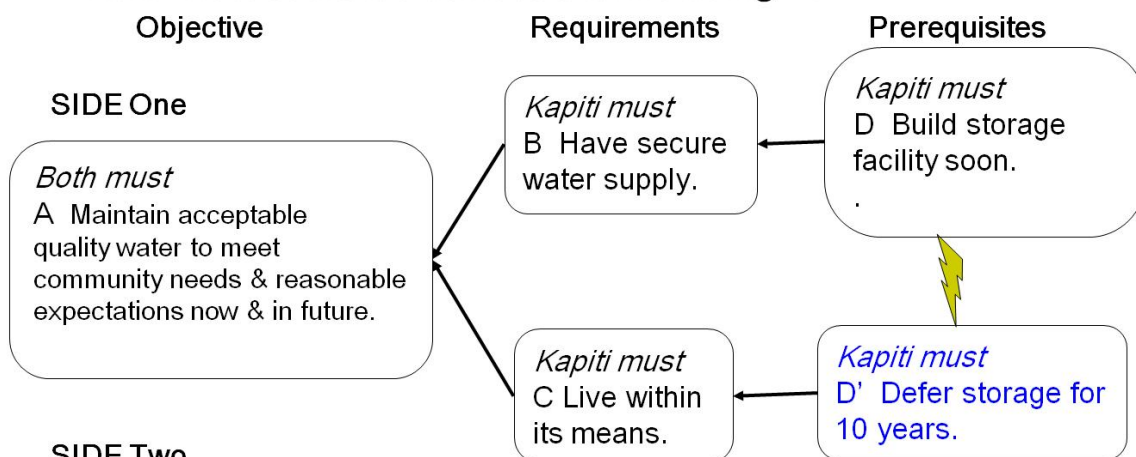 Objective
Requirements
Prerequisites
SIDE One
Both must
A Maintain acceptable
quality water to meet
community needs & reasonable
expectations now & in future.
Kapiti must
B Have secure
water supply.
Kapiti must
D Build storage
facility soon.
.
Kapiti must
C Live within
its means.
Kapiti must
D' Defer storage for
10 years.
SIDE Two